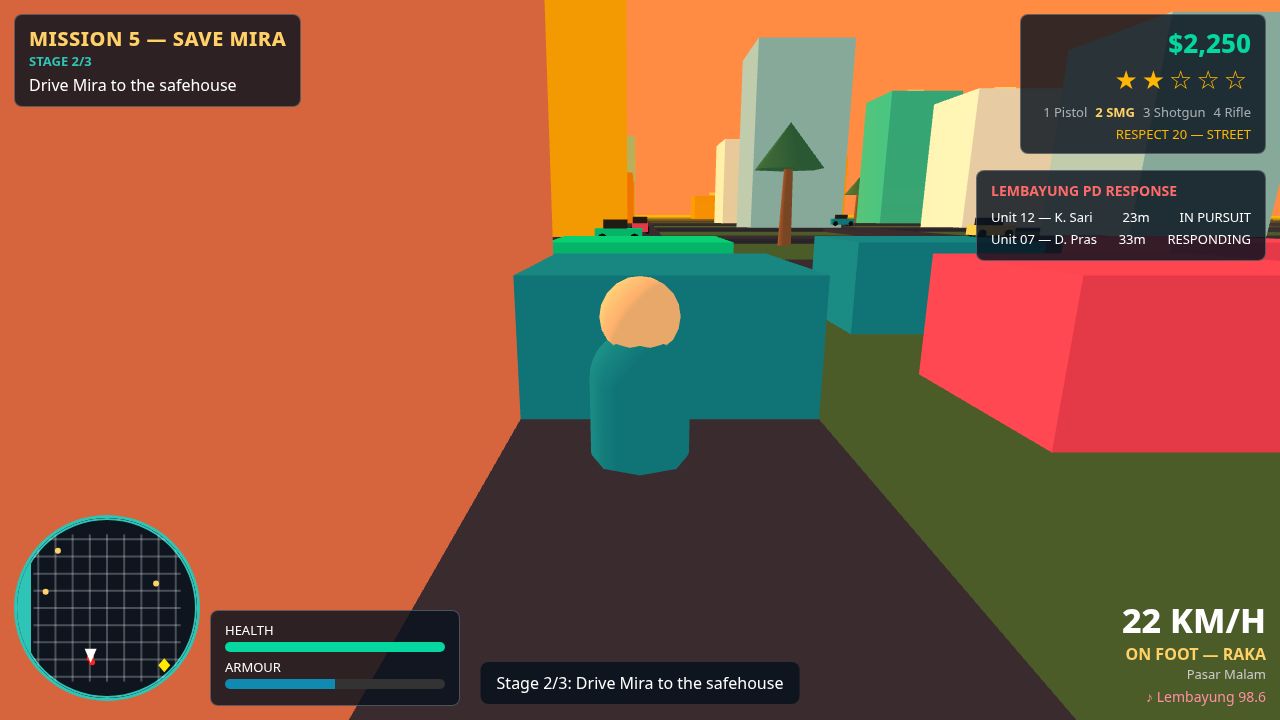 MISSION 5 — SAVE MIRA
STAGE 2/3
Drive Mira to the safehouse
$2,250
★★☆☆☆
1 Pistol 2 SMG 3 Shotgun 4 Rifle
RESPECT 20 — STREET
LEMBAYUNG PD RESPONSE
Unit 12 — K. Sari 23m IN PURSUIT
Unit 07 — D. Pras 33m RESPONDING
HEALTH
ARMOUR
Stage 2/3: Drive Mira to the safehouse
22 KM/H
ON FOOT — RAKA
Pasar Malam
♪ Lembayung 98.6